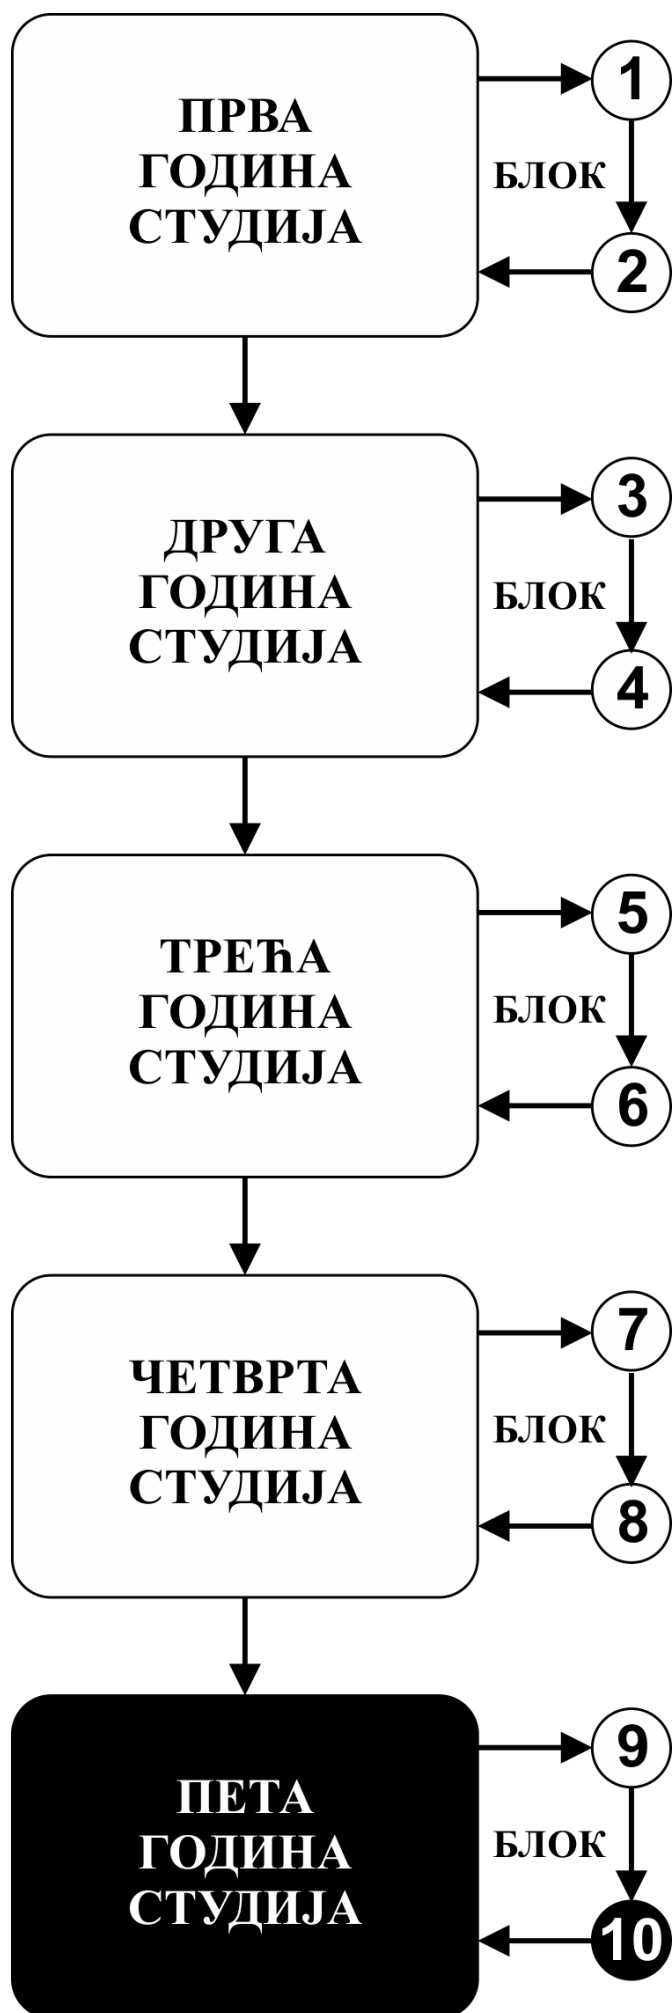 ПРВА
ГОДИНА
СТУДИЈА
1
БЛОК
2
ДРУГА
ГОДИНА
СТУДИЈА
3
БЛОК
4
ТРЕЋА
ГОДИНА
СТУДИЈА
5
БЛОК
6
ЧЕТВРТА
ГОДИНА
СТУДИЈА
7
БЛОК
8
ПЕТА
ГОДИНА
СТУДИЈА
9
БЛОК
10